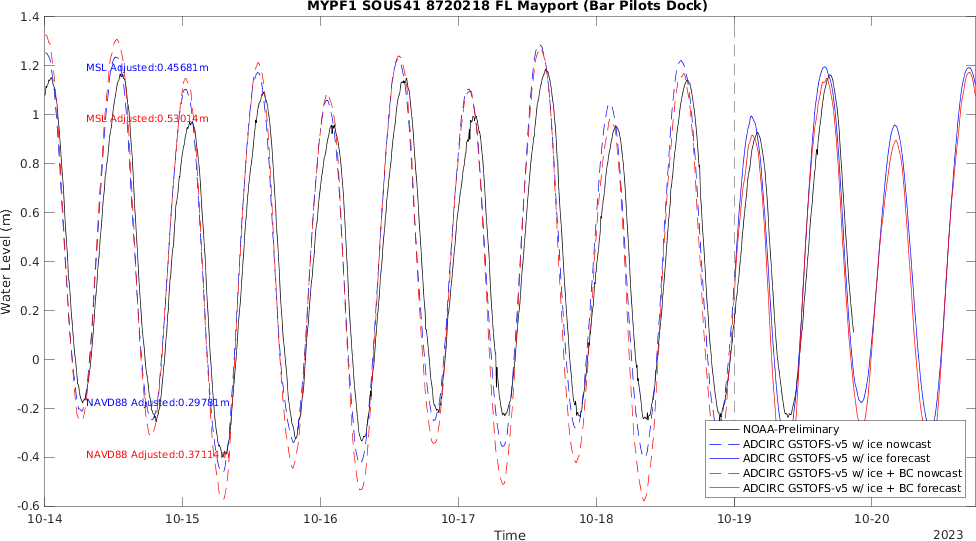 MYPF1 SOUS41 8720218 FL Mayport (Bar Pilots Dock)
1.4
1.2
1
0.8
0.6
0.4
0.2
0
-0.2
-0.4
-0.6
Water Level (m)
MSL Adjusted:0.45681m
MSL Adjusted:0.53014m
NAVD88 Adjusted:0.29781m
NAVD88 Adjusted:0.37114m
NOAA-Preliminary
ADCIRC GSTOFS-v5 w/ ice nowcast
ADCIRC GSTOFS-v5 w/ ice forecast
ADCIRC GSTOFS-v5 w/ ice + BC nowcast
ADCIRC GSTOFS-v5 w/ ice + BC forecast
10-14 10-15 10-16 10-17 10-18 10-19 10-20
Time
2023